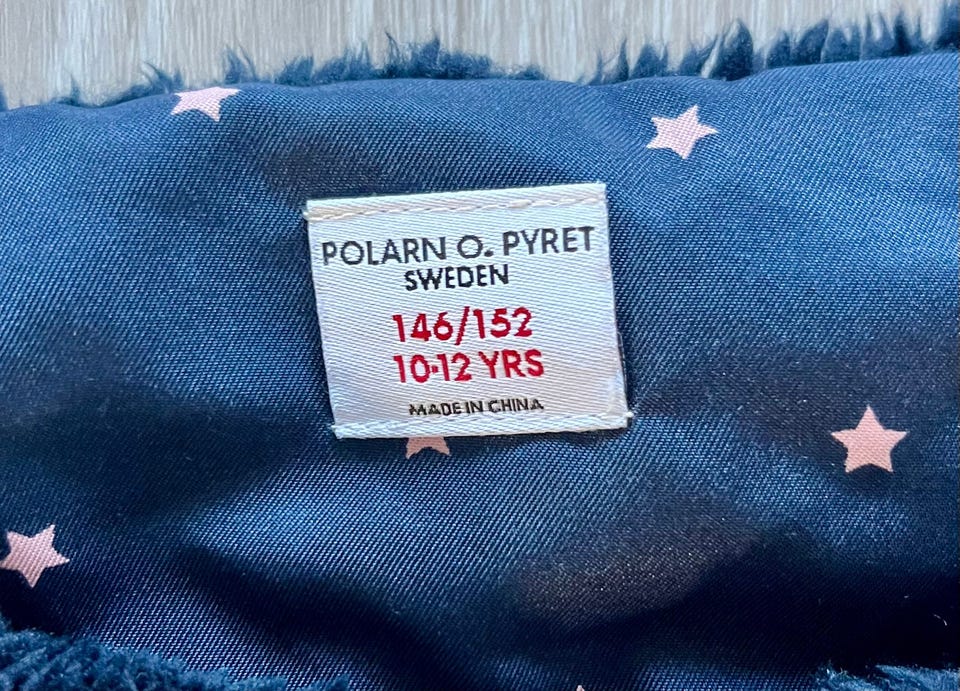 POLARN O. PYRET
SWEDEN
146/152
10-12 YRS
MADE IN CHINA